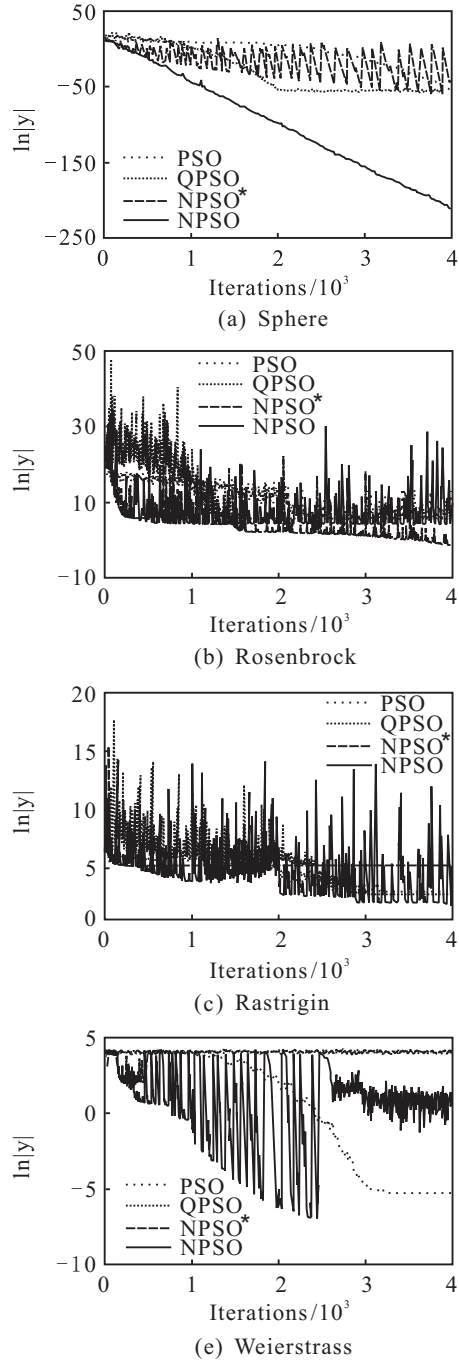 50
−50
−150
−250
ln|y|
PSO
QPSO
NPSO*
NPSO
0 1 2 3 4
Iterations/10³
(a) Sphere
50
30
10
−10
ln|y|
PSO
QPSO
NPSO*
NPSO
0 1 2 3 4
Iterations/10³
(b) Rosenbrock
20
15
10
5
0
ln|y|
PSO
QPSO
NPSO*
NPSO
0 1 2 3 4
Iterations/10³
(c) Rastrigin
5
0
−5
−10
ln|y|
PSO
QPSO
NPSO*
NPSO
0 1 2 3 4
Iterations/10³
(e) Weierstrass